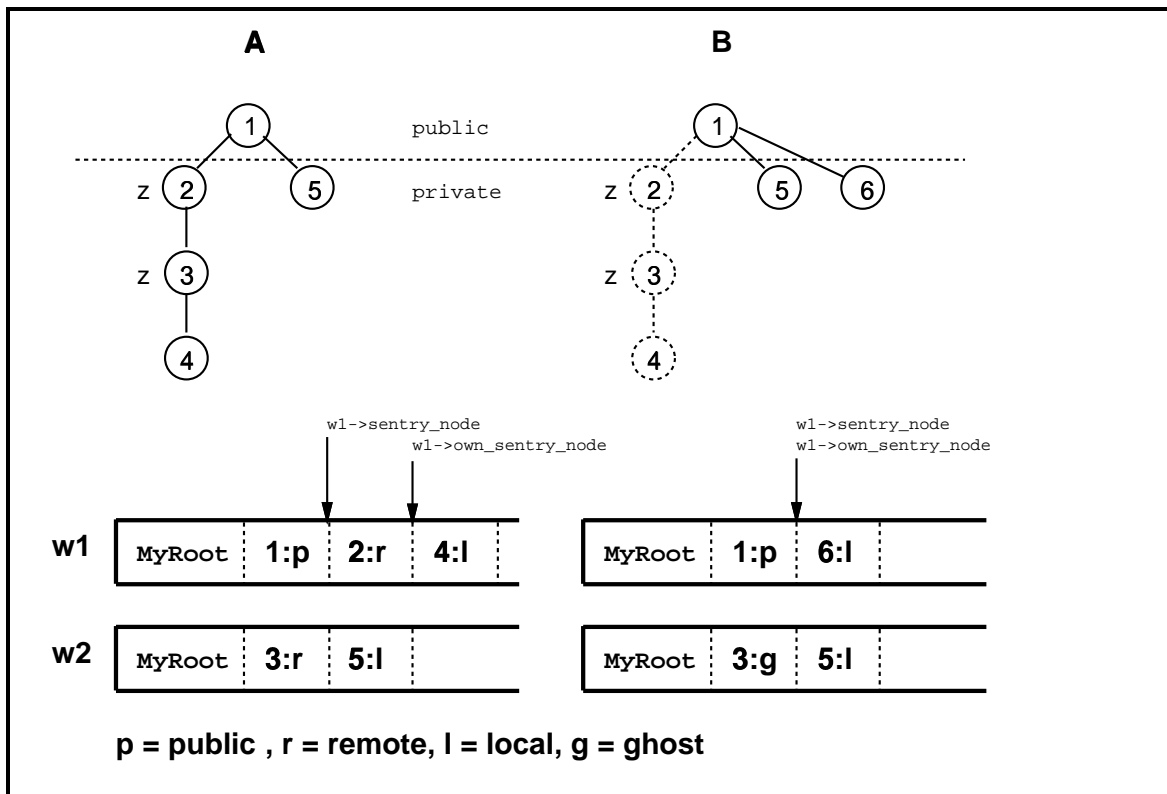 A B
1 public 1
z 2 5 private z 2 5 6
z 3 z 3
4 4
w1->sentry_node w1->sentry_node
w1->own_sentry_node w1->own_sentry_node
w1 MyRoot 1:p 2:r 4:l MyRoot 1:p 6:l
w2 MyRoot 3:r 5:l MyRoot 3:g 5:l
p = public , r = remote, l = local, g = ghost